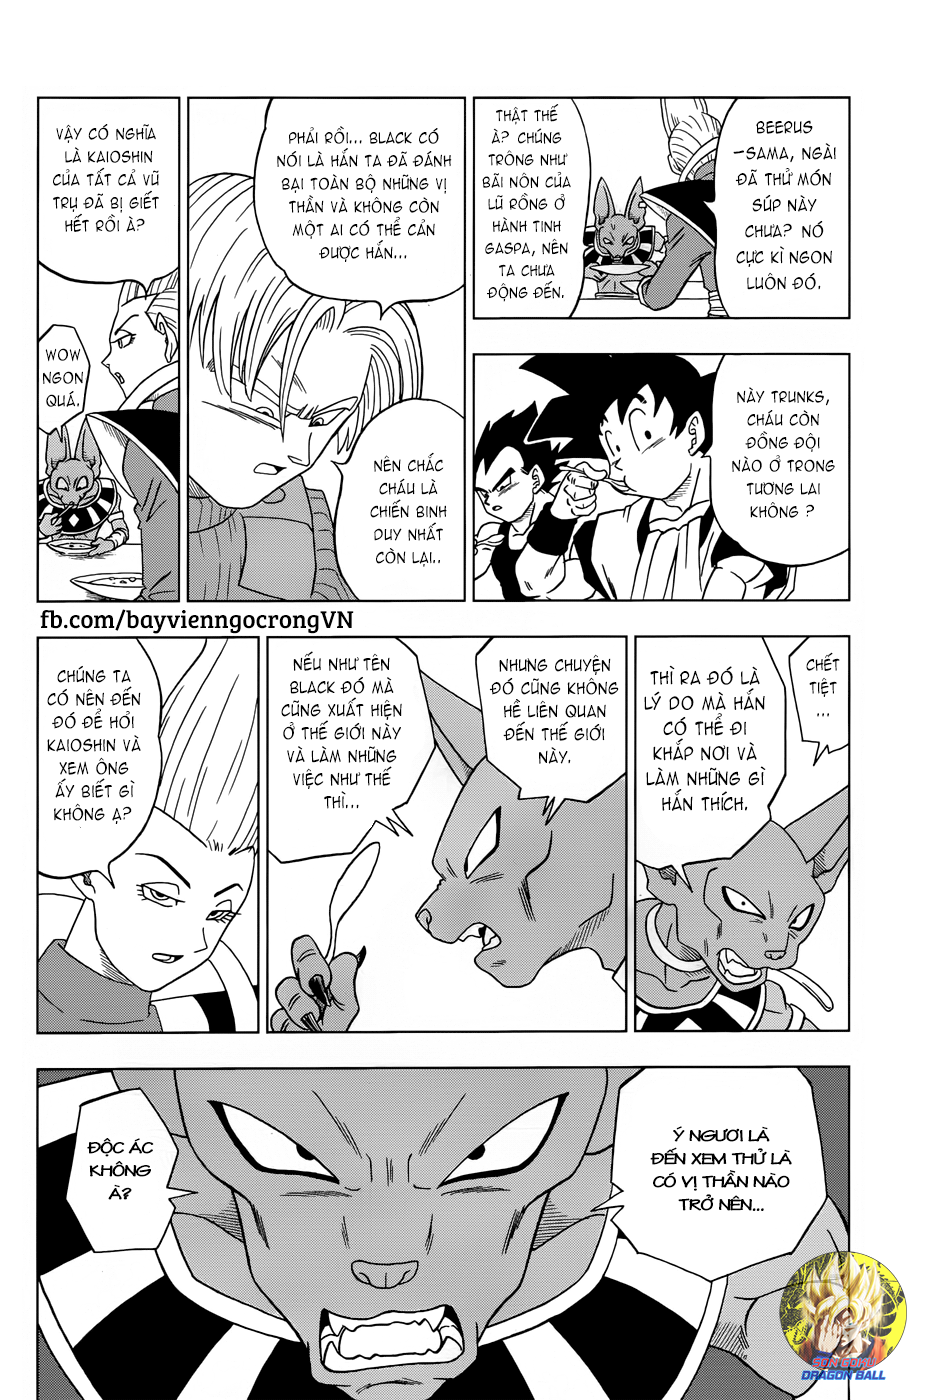 BEERUS
-SAMA, NGÀI
ĐÃ THỬ MÓN
SÚP NÀY
CHƯA? NÓ
CỰC KÌ NGON
LUÔN ĐÓ.
THẬT THẾ
À? CHÚNG
TRÔNG NHƯ
BÃI NÔN CỦA
LŨ RỒNG Ở
HÀNH TINH
GASPA, NÊN
TA CHƯA
ĐỘNG ĐẾN.
NÀY TRUNKS,
CHÁU CÒN
ĐỒNG ĐỘI
NÀO Ở TRONG
TƯƠNG LAI
KHÔNG ?
PHẢI RỒI... BLACK CÓ
NÓI LÀ HẮN TA ĐÃ ĐÁNH
BẠI TOÀN BỘ NHỮNG VỊ
THẦN VÀ KHÔNG CÒN
MỘT AI CÓ THỂ CẢN
ĐƯỢC HẮN...
NÊN CHẮC
CHÁU LÀ
CHIẾN BINH
DUY NHẤT
CÒN LẠI..
VẬY CÓ NGHĨA
LÀ KAIOSHIN
CỦA TẤT CẢ VŨ
TRỤ ĐÃ BỊ GIẾT
HẾT RỒI À?
WOW
NGON
QUÁ.
fb.com/bayvienngocrongVN
CHẾT
TIỆT
...
THÌ RA ĐÓ LÀ
LÝ DO MÀ HẮN
CÓ THỂ ĐI
KHẮP NƠI VÀ
LÀM NHỮNG GÌ
HẮN THÍCH.
NHƯNG CHUYỆN
ĐÓ CŨNG KHÔNG
HỀ LIÊN QUAN
ĐẾN THẾ GIỚI
NÀY.
NẾU NHƯ TÊN
BLACK ĐÓ MÀ
CŨNG XUẤT HIỆN
Ở THẾ GIỚI NÀY
VÀ LÀM NHỮNG
VIỆC NHƯ THẾ
THÌ...
CHÚNG TA
CÓ NÊN ĐẾN
ĐÓ ĐỂ HỎI
KAIOSHIN VÀ
XEM ÔNG
ẤY BIẾT GÌ
KHÔNG Ạ?
Ý NGƯƠI LÀ
ĐẾN XEM THỬ LÀ
CÓ VỊ THẦN NÀO
TRỞ NÊN...
ĐỘC ÁC
KHÔNG
À?
SON GOKU
DRAGON BALL